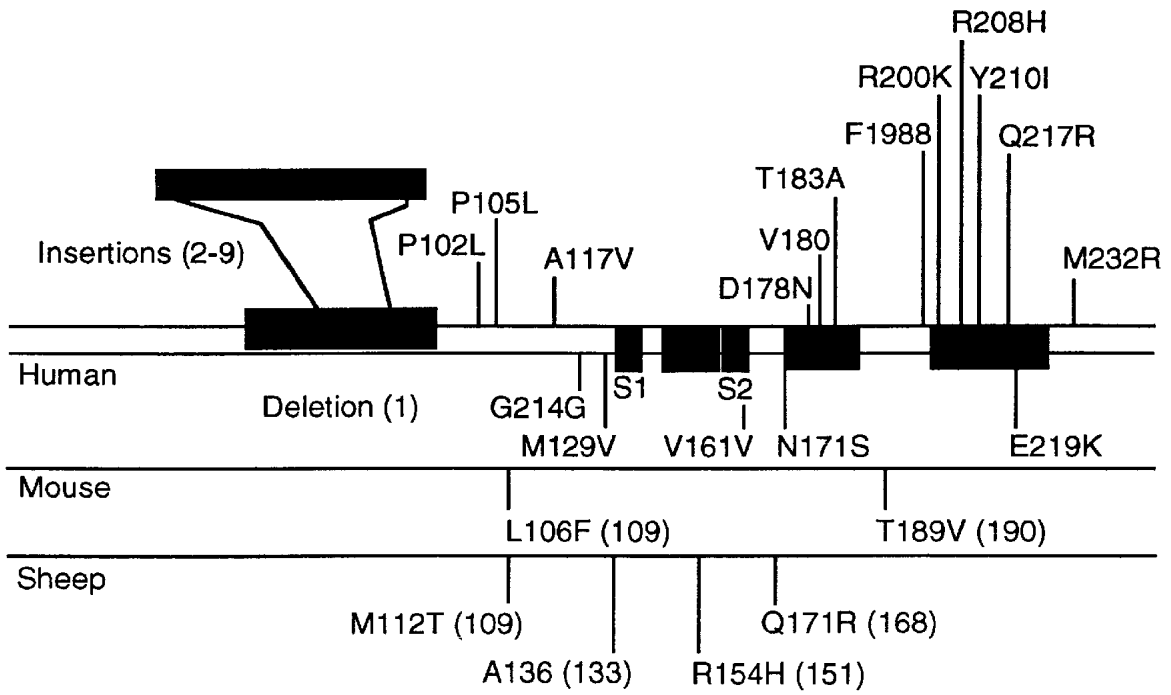 R208H
R200K
Y210I
F1988
Q217R
T183A
P105L
V180
Insertions (2-9)
P102L
A117V
M232R
D178N
Human
S1
S2
Deletion (1)
G214G
M129V
V161V
N171S
E219K
Mouse
L106F (109)
T189V (190)
Sheep
M112T (109)
Q171R (168)
A136 (133)
R154H (151)